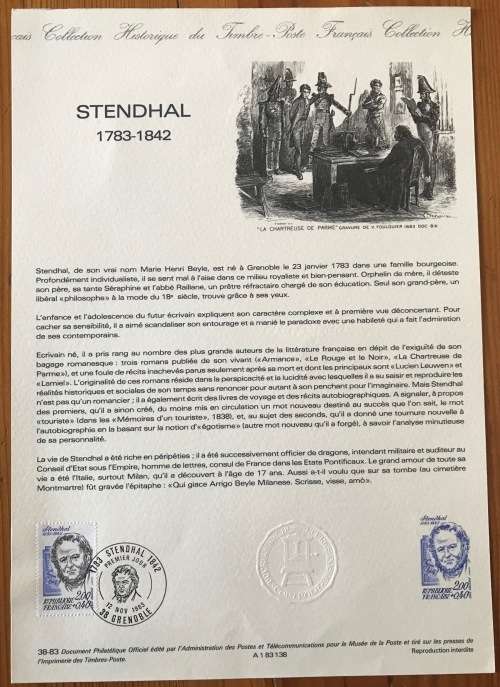 çais Collection Historique du Timbre-Poste Français Collection H
STENDHAL
1783-1842
"LA CHARTREUSE DE PARME" GRAVURE DE V. FOULQUIER 1883 DOC. B.N.
Stendhal, de son vrai nom Marie Henri Beyle, est né à Grenoble le 23 janvier 1783 dans une famille bourgeoise.
Profondément individualiste, il se sent mal à l'aise dans ce milieu royaliste et bien-pensant. Orphelin de mère, il déteste
son père, sa tante Séraphine et l'abbé Raillane, un prêtre réfractaire chargé de son éducation. Seul son grand-père, un
libéral «philosophe» à la mode du 18e siècle, trouve grâce à ses yeux.
L'enfance et l'adolescence du futur écrivain expliquent son caractère complexe et à première vue déconcertant. Pour
cacher sa sensibilité, il a aimé scandaliser son entourage et a manié le paradoxe avec une habileté qui a fait l'admiration
de ses contemporains.
Ecrivain né, il a pris rang au nombre des plus grands auteurs de la littérature française en dépit de l'exiguïté de son
bagage romanesque : trois romans publiés de son vivant («Armance», «Le Rouge et le Noir», «La Chartreuse de
Parme»), et une foule de récits inachevés parus seulement après sa mort et dont les principaux sont «Lucien Leuwen» et
«Lamiel». L'originalité de ces romans réside dans la perspicacité et la lucidité avec lesquelles il a su saisir et reproduire les
réalités historiques et sociales de son temps sans renoncer pour autant à son penchant pour l'imaginaire. Mais Stendhal
n'est pas qu'un romancier ; il a également écrit des livres de voyage et des récits autobiographiques. A signaler, à propos
des premiers, qu'il a sinon créé, du moins mis en circulation un mot nouveau destiné au succès que l'on sait, le mot
«touriste» (dans les «Mémoires d'un touriste», 1838), et, au sujet des seconds, qu'il a donné une tournure nouvelle à
l'autobiographie en la basant sur la notion d'«égotisme» (autre mot nouveau qu'il a forgé), à savoir l'analyse minutieuse
de sa personnalité.
La vie de Stendhal a été riche en péripéties ; il a été successivement officier de dragons, intendant militaire et auditeur au
Conseil d'Etat sous l'Empire, homme de lettres, consul de France dans les Etats Pontificaux. Le grand amour de toute sa
vie a été l'Italie, surtout Milan, qu'il a découvert à l'âge de 17 ans. Aussi a-t-il voulu que sur sa tombe (au cimetière
Montmartre) fût gravée l'épitaphe : «Qui giace Arrigo Beyle Milanese. Scrisse, visse, amò».
Stendhal
1783-1842
2,00
+0,40
REPUBLIQUE
FRANÇAISE
1783 STENDHAL 1842
PREMIER JOUR
12 NOV 1983
38 GRENOBLE
Stendhal
1783-1842
2,00
+0,40
REPUBLIQUE
FRANÇAISE
38-83 Document Philatélique Officiel édité par l'Administration des Postes et Télécommunications pour le Musée de la Poste et tiré sur les presses de
l'Imprimerie des Timbres-Poste.
A 1 83 138
Reproduction interdite